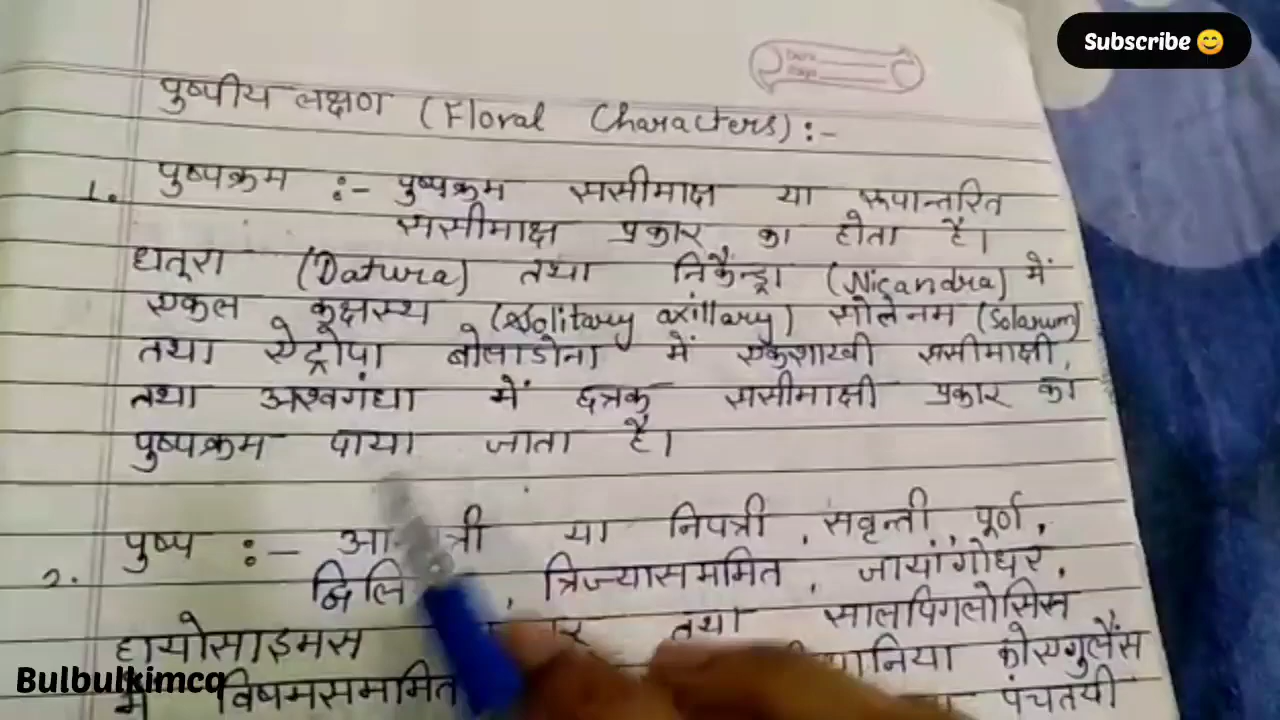 Subscribe 😊
पुष्पीय लक्षण (Floral Characters) :-
1. पुष्पक्रम :- पुष्पक्रम ससीमाक्ष या रूपान्तरित
ससीमाक्ष प्रकार का होता है।
धतूरा (Datura) तथा निकैन्ड्रा (Nicandra) में
एकल कक्षस्थ (Solitary axillary) सोलेनम (Solanum)
तथा ऐट्रोपा बेलाडोना में एकशाखी ससीमाक्षी,
तथा अश्वगंधा में छत्रक ससीमाक्षी प्रकार का
पुष्पक्रम पाया जाता है।
2. पुष्प :- या निपत्री, सवृन्ती, पूर्ण,
त्रिज्यासममित, जायांगोधर,
हायोसाइमस तथा सालपिगलोसिस
में विषमसममित कोएगुलैंस
पंचतयी
Bulbulkimcq